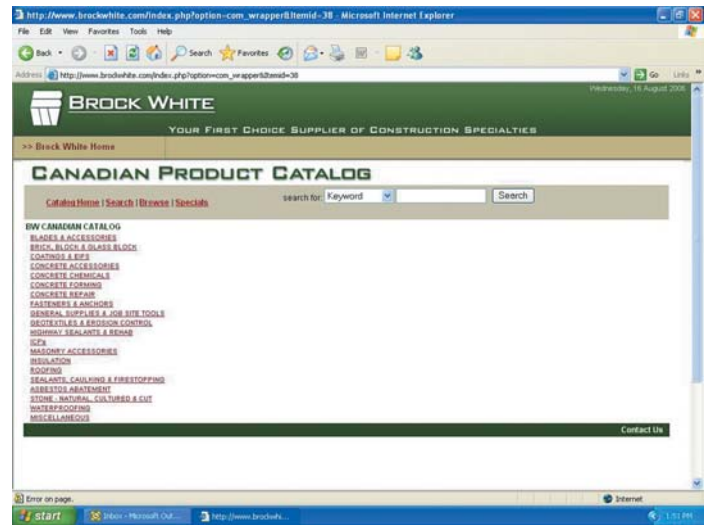 http://www.brockwhite.com/index.php?option=com_wrapper&Itemid=38 - Microsoft Internet Explorer
File Edit View Favorites Tools Help
Back Search Favorites
Address http://www.brockwhite.com/index.php?option=com_wrapper&Itemid=38 Go Links »
Wednesday, 16 August 2006
BROCK WHITE
YOUR FIRST CHOICE SUPPLIER OF CONSTRUCTION SPECIALTIES
>> Brock White Home
CANADIAN PRODUCT CATALOG
Catalog Home | Search | Browse | Specials search for: Keyword Search
BW CANADIAN CATALOG
BLADES & ACCESSORIES
BRICK, BLOCK & GLASS BLOCK
COATINGS & EIFS
CONCRETE ACCESSORIES
CONCRETE CHEMICALS
CONCRETE FORMING
CONCRETE REPAIR
FASTENERS & ANCHORS
GENERAL SUPPLIES & JOB SITE TOOLS
GEOTEXTILES & EROSION CONTROL
HIGHWAY SEALANTS & REHAB
ICFs
MASONRY ACCESSORIES
INSULATION
ROOFING
SEALANTS, CAULKING & FIRESTOPPING
ASBESTOS ABATEMENT
STONE - NATURAL, CULTURED & CUT
WATERPROOFING
MISCELLANEOUS
Contact Us
Error on page. Internet
start Inbox - Microsoft Out... http://www.brockwhi... 1:51 PM